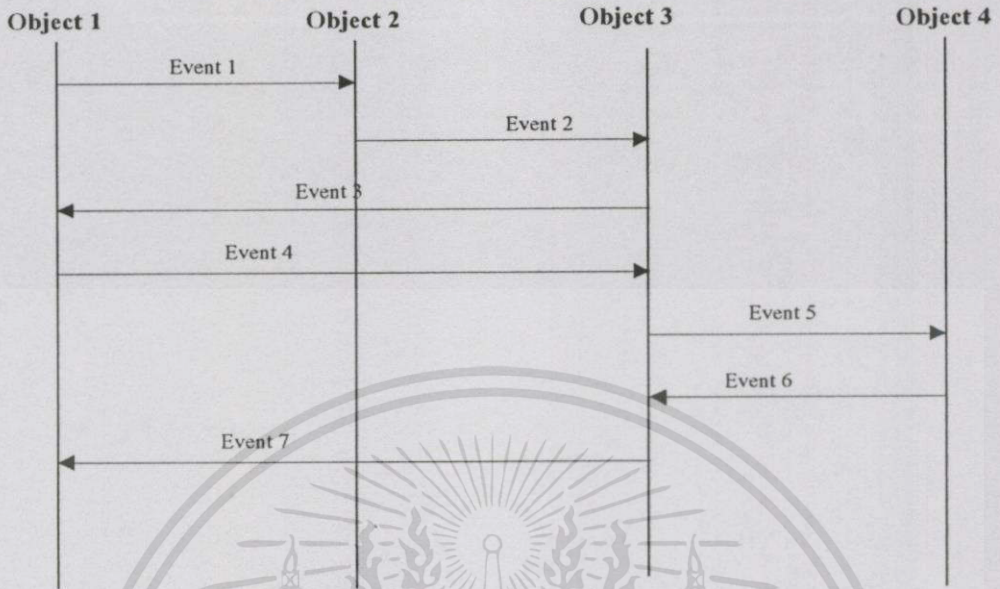 Object 1
Object 2
Object 3
Object 4
Event 1
Event 2
Event 3
Event 4
Event 5
Event 6
Event 7